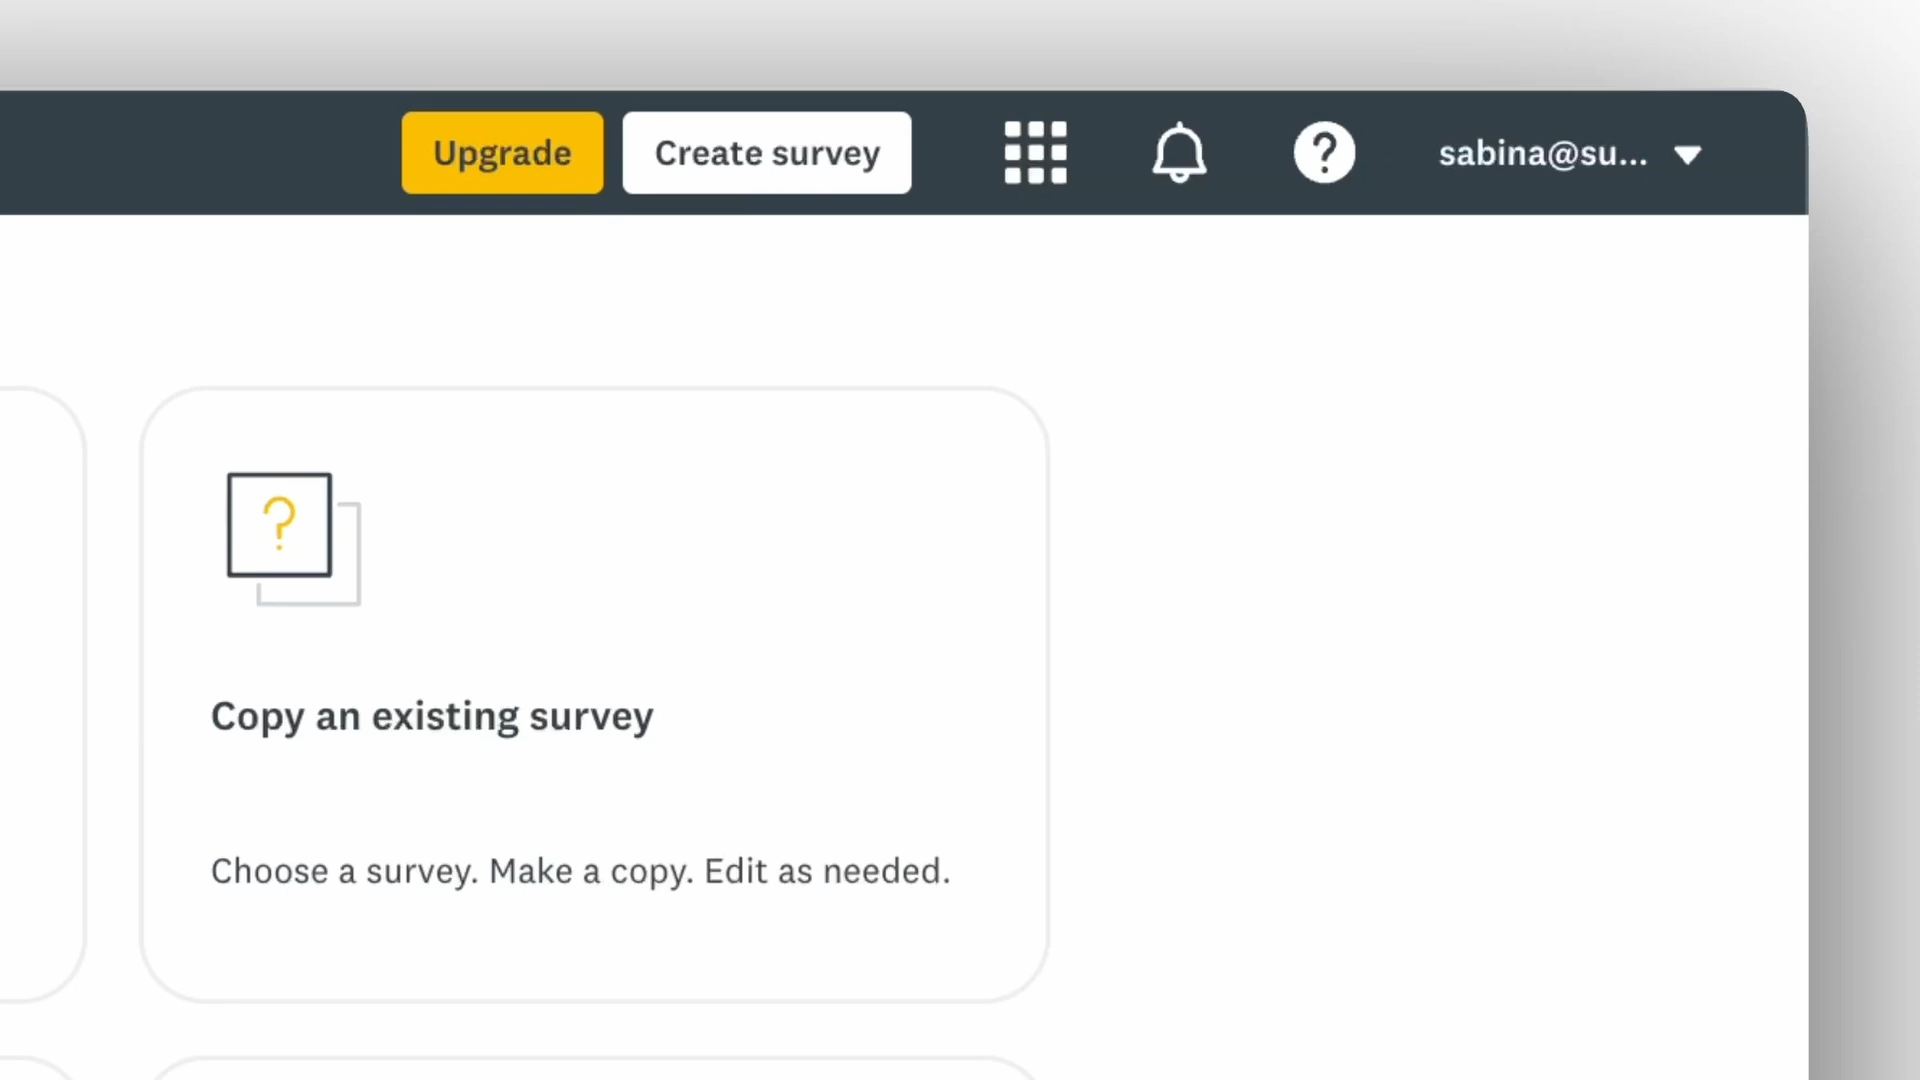 Upgrade
Create survey
sabina@su...
Copy an existing survey
Choose a survey. Make a copy. Edit as needed.